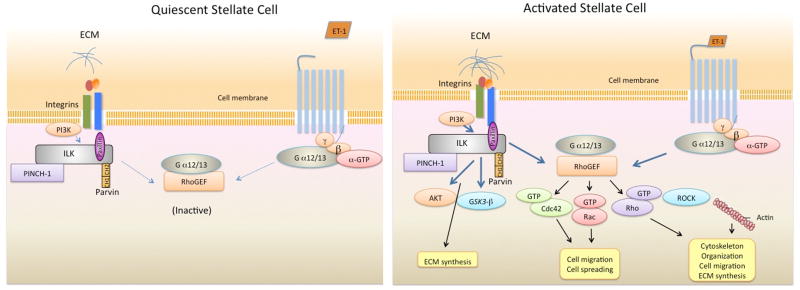 Quiescent Stellate Cell
ET-1
ECM
Integrins
Cell membrane
PI3K
ILK
PINCH-1
Parvin
G α12/13
RhoGEF
(Inactive)
γ
β
G α12/13
α-GTP
Activated Stellate Cell
ET-1
ECM
Integrins
Cell membrane
PI3K
ILK
PINCH-1
Parvin
G α12/13
RhoGEF
γ
β
G α12/13
α-GTP
AKT
GSK3-β
GTP
Cdc42
GTP
Rac
GTP
Rho
ROCK
Actin
ECM synthesis
Cell migration
Cell spreading
Cytoskeleton
Organization
Cell migration
ECM synthesis